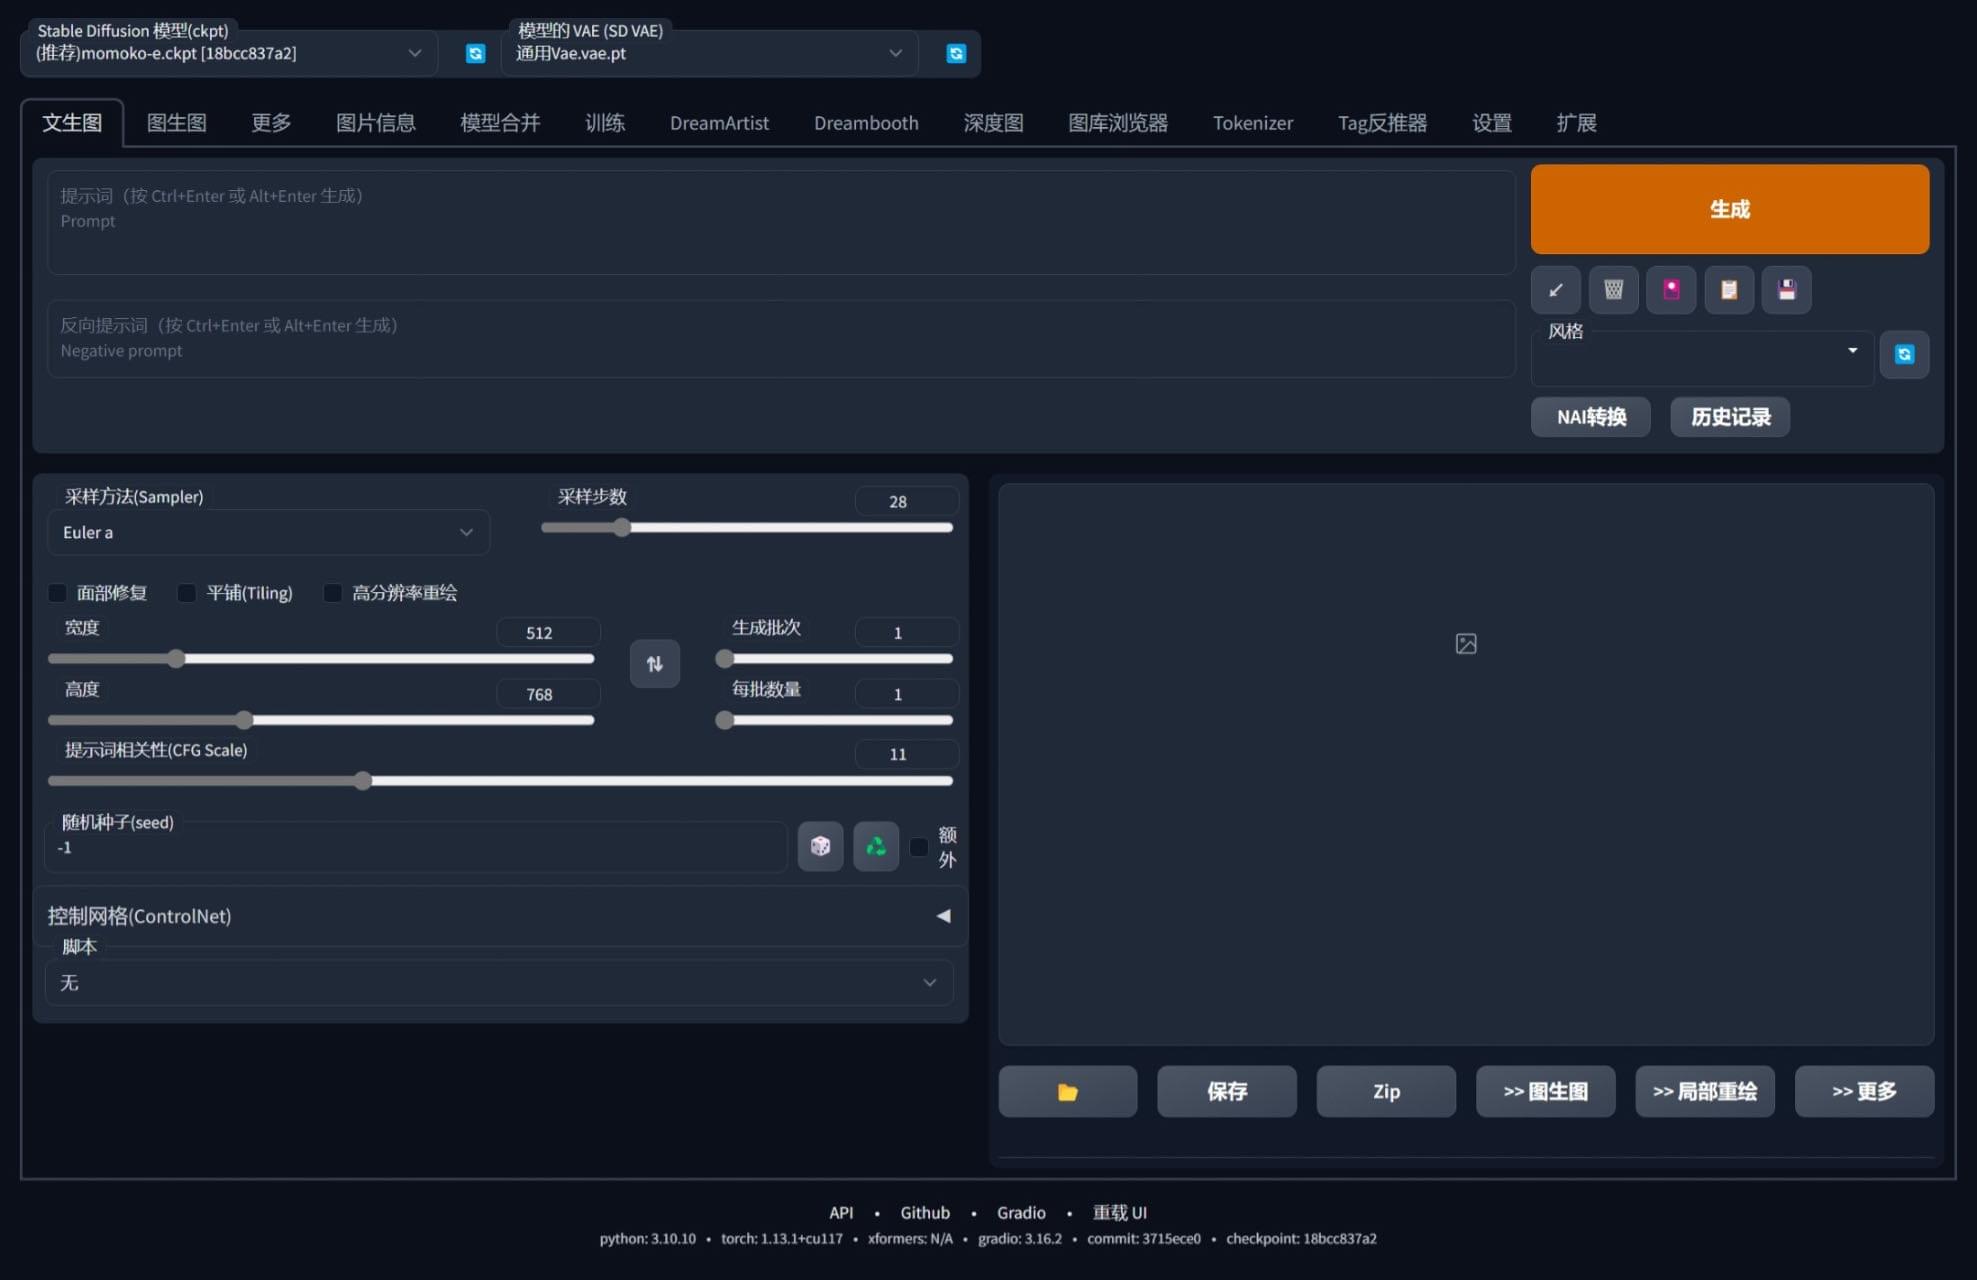 Stable Diffusion 模型(ckpt)
(推荐)momoko-e.ckpt [18bcc837a2]
模型的 VAE (SD VAE)
通用Vae.vae.pt
文生图 图生图 更多 图片信息 模型合并 训练 DreamArtist Dreambooth 深度图 图库浏览器 Tokenizer Tag反推器 设置 扩展
提示词（按 Ctrl+Enter 或 Alt+Enter 生成）
Prompt
反向提示词（按 Ctrl+Enter 或 Alt+Enter 生成）
Negative prompt
生成
风格
NAI转换 历史记录
采样方法(Sampler)
Euler a
采样步数 28
面部修复 平铺(Tiling) 高分辨率重绘
宽度 512
高度 768
生成批次 1
每批数量 1
提示词相关性(CFG Scale) 11
随机种子(seed)
-1
额
外
控制网格(ControlNet)
脚本
无
保存 Zip >> 图生图 >> 局部重绘 >> 更多
API • Github • Gradio • 重载 UI
python: 3.10.10 • torch: 1.13.1+cu117 • xformers: N/A • gradio: 3.16.2 • commit: 3715ece0 • checkpoint: 18bcc837a2